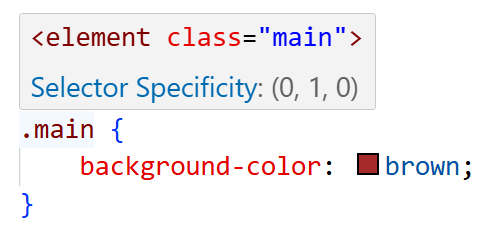 <element class="main">
Selector Specificity: (0, 1, 0)
.main {
    background-color: brown;
}